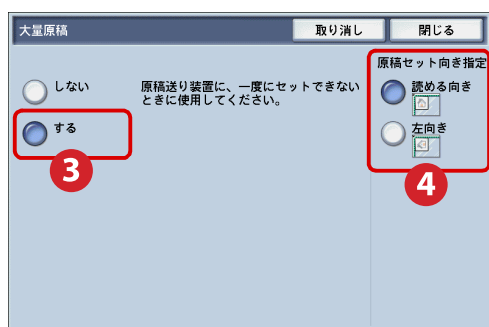 大量原稿
取り消し
閉じる
しない
する
原稿送り装置に、一度にセットできない
ときに使用してください。
原稿セット向き指定
読める向き
左向き
3
4